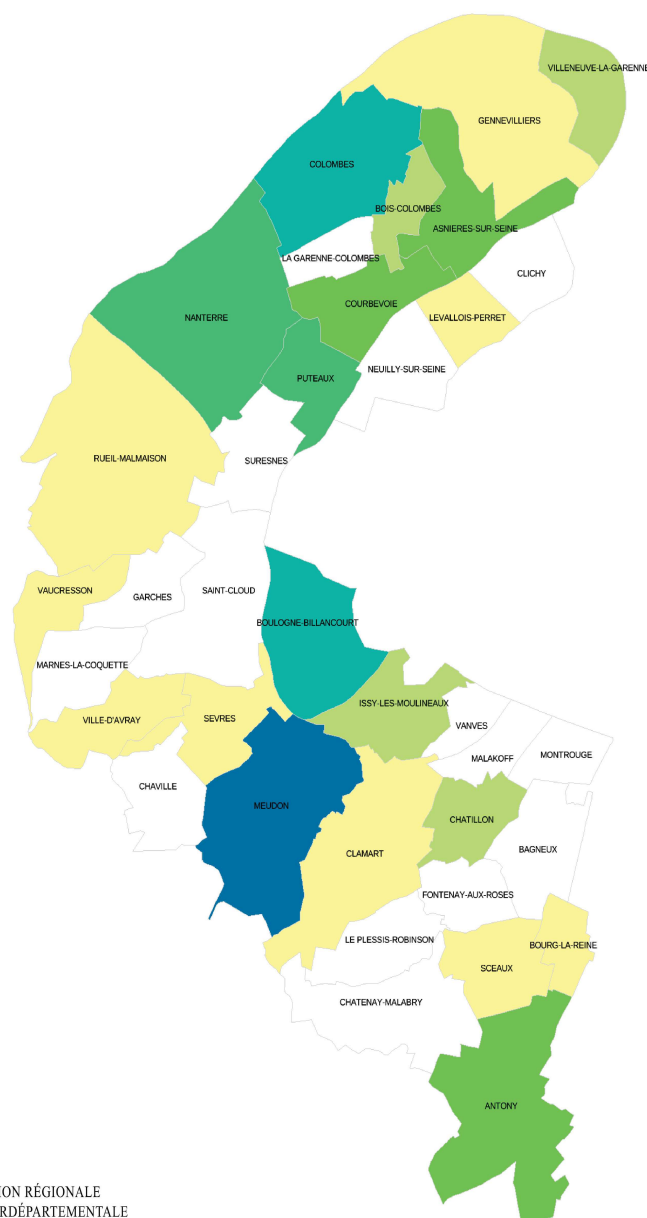 VILLENEUVE-LA-GARENNE
GENNEVILLIERS
COLOMBES
BOIS-COLOMBES
ASNIERES-SUR-SEINE
LA GARENNE-COLOMBES
CLICHY
COURBEVOIE
LEVALLOIS-PERRET
NANTERRE
NEUILLY-SUR-SEINE
PUTEAUX
RUEIL-MALMAISON
SURESNES
VAUCRESSON
SAINT-CLOUD
GARCHES
BOULOGNE-BILLANCOURT
MARNES-LA-COQUETTE
ISSY-LES-MOULINEAUX
VILLE-D'AVRAY
SEVRES
VANVES
MONTROUGE
MALAKOFF
CHAVILLE
MEUDON
CHATILLON
BAGNEUX
CLAMART
FONTENAY-AUX-ROSES
LE PLESSIS-ROBINSON
BOURG-LA-REINE
SCEAUX
CHATENAY-MALABRY
ANTONY
ION RÉGIONALE
RDÉPARTEMENTALE